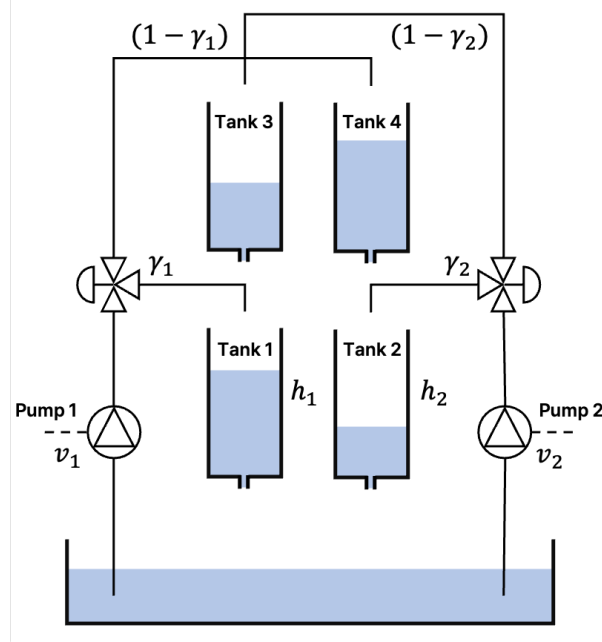 (1 − γ₁)
(1 − γ₂)
Tank 3
Tank 4
γ₁
γ₂
Tank 1
Tank 2
h₁
h₂
Pump 1
Pump 2
v₁
v₂